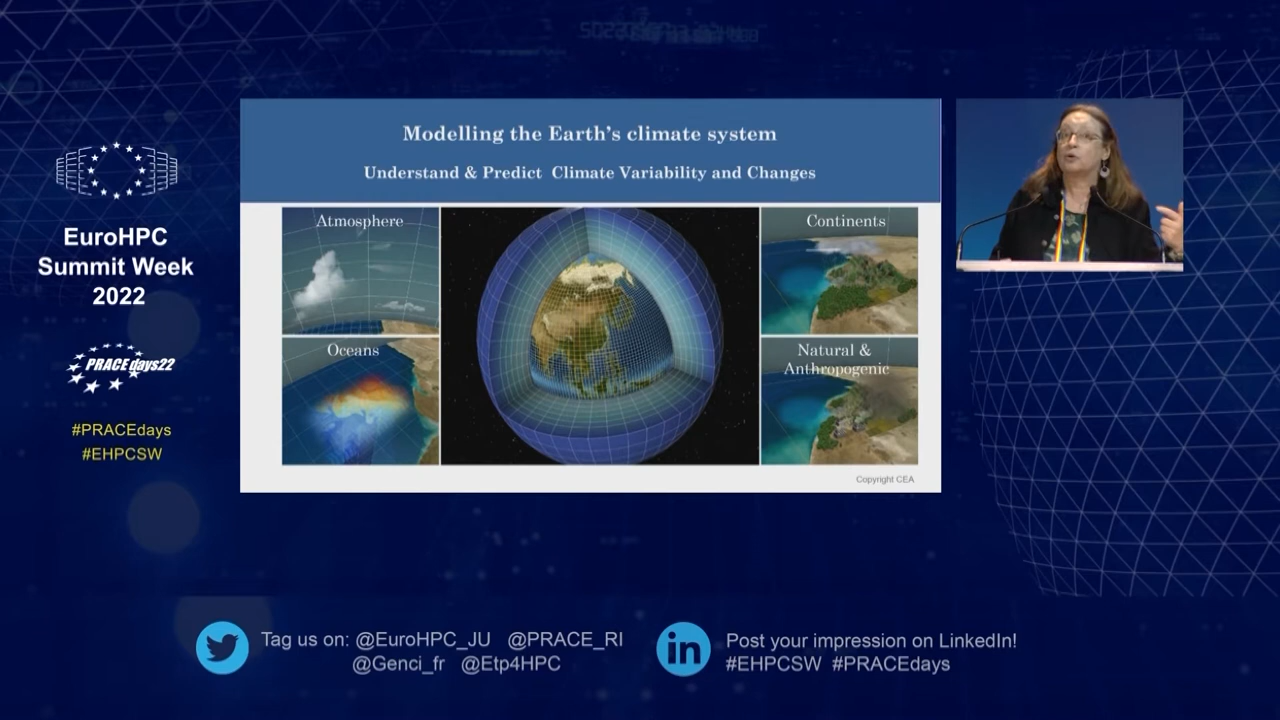 EuroHPC
Summit Week
2022
PRACEdays22
#PRACEdays
#EHPCSW
Modelling the Earth's climate system
Understand & Predict Climate Variability and Changes
Atmosphere
Continents
Oceans
Natural &
Anthropogenic
Copyright CEA
Tag us on: @EuroHPC_JU @PRACE_RI
@Genci_fr @Etp4HPC
in
Post your impression on LinkedIn!
#EHPCSW #PRACEdays